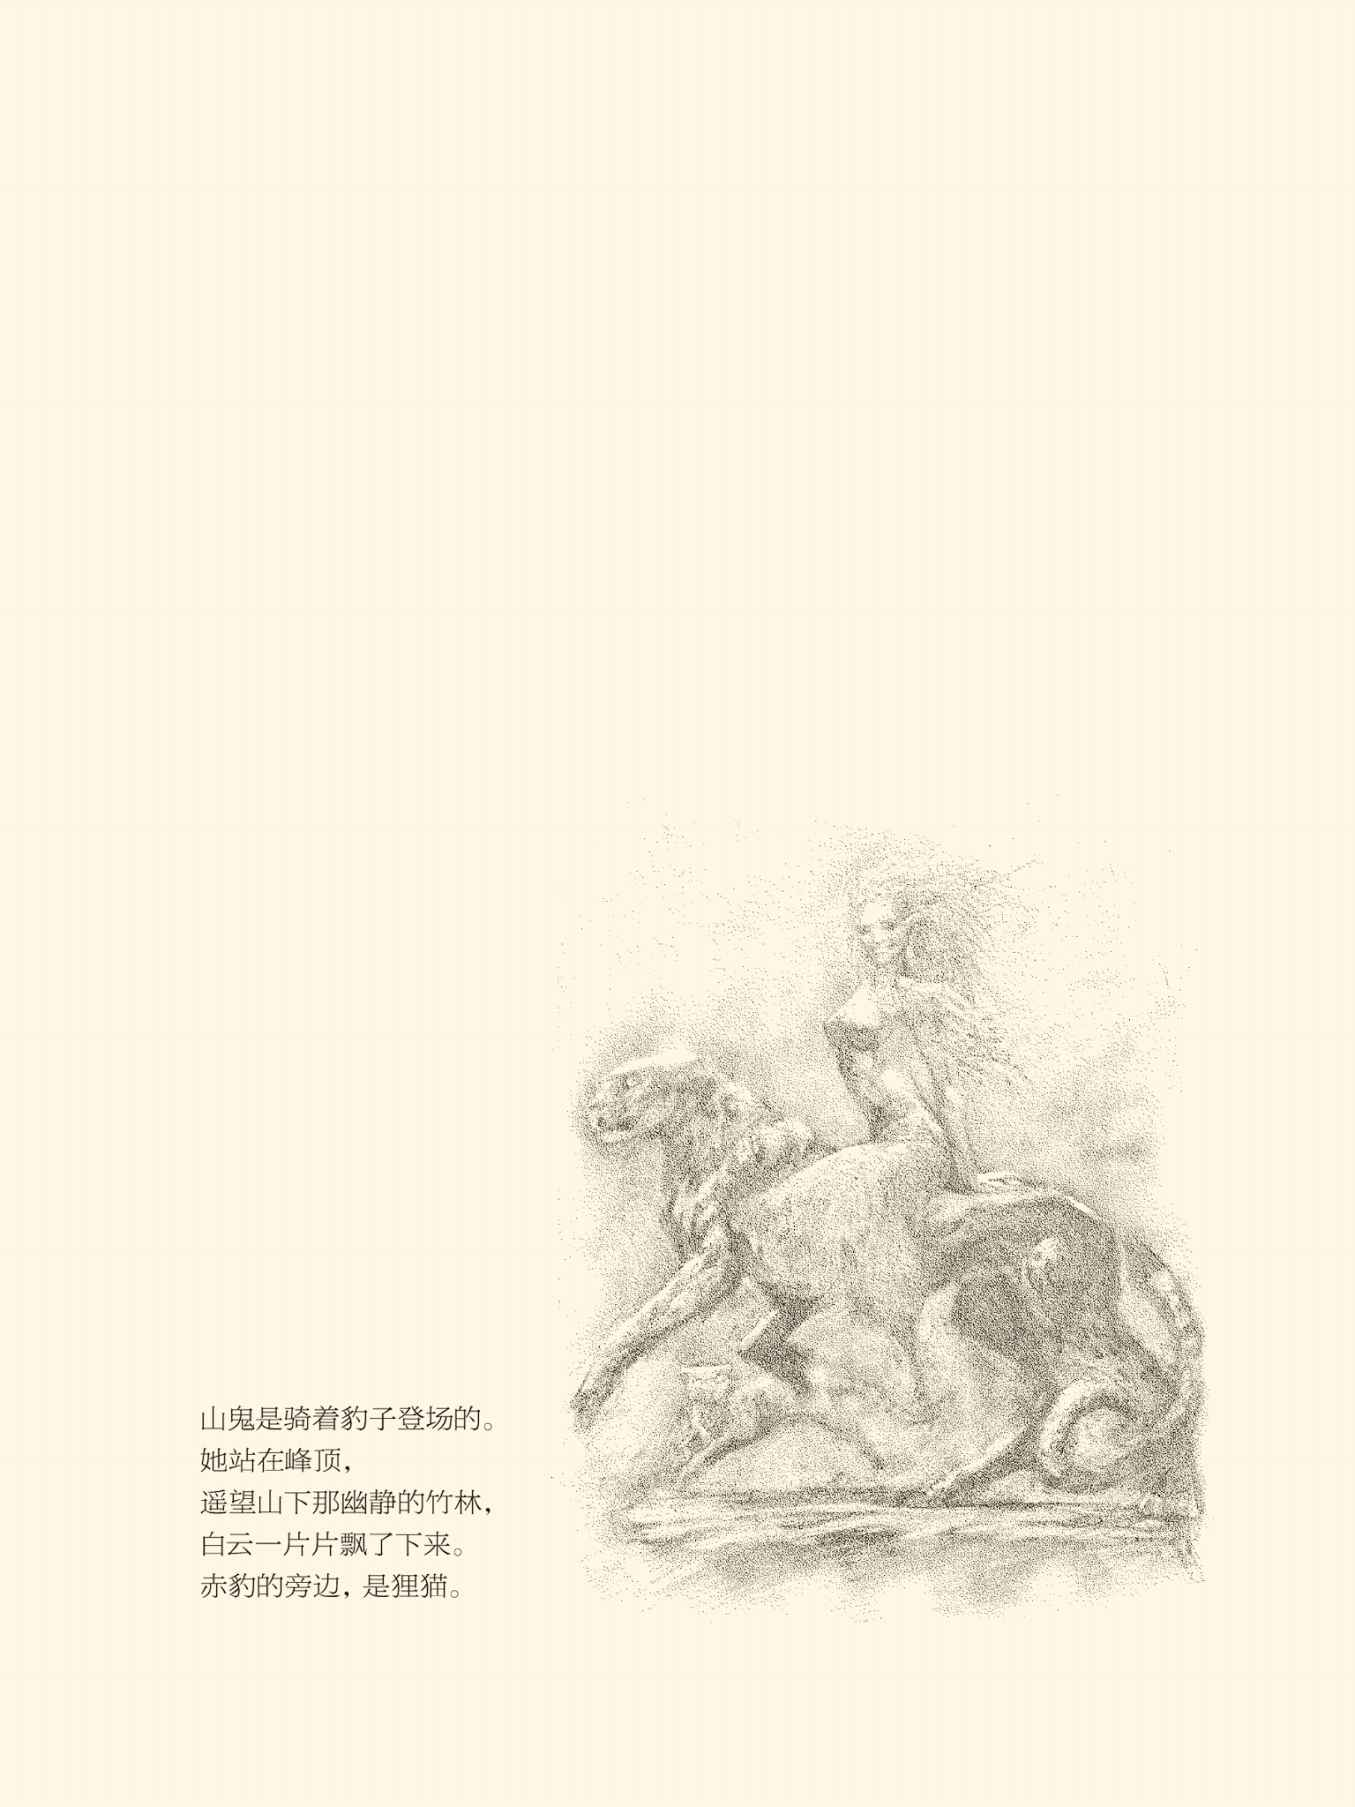 山鬼是骑着豹子登场的。
她站在峰顶，
遥望山下那幽静的竹林，
白云一片片飘了下来。
赤豹的旁边，是狸猫。